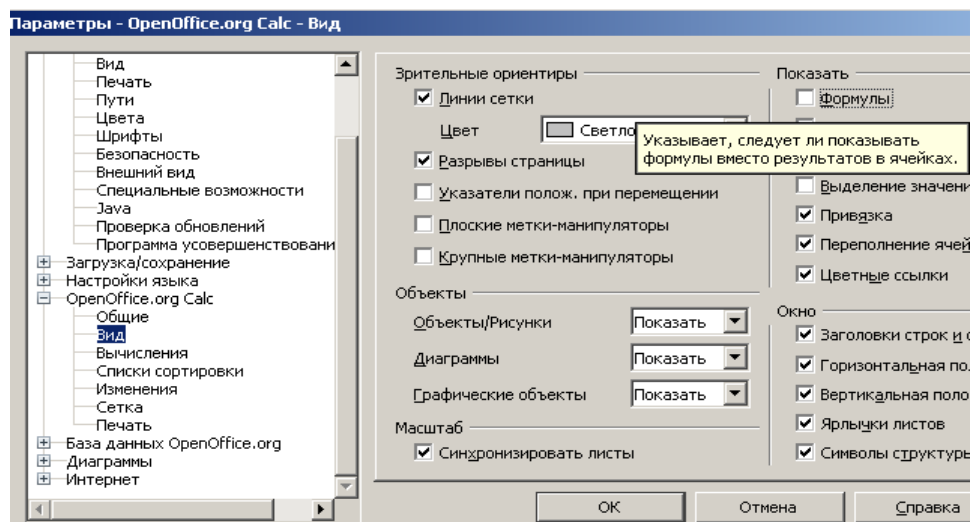 Параметры - OpenOffice.org Calc - Вид
Вид
Печать
Пути
Цвета
Шрифты
Безопасность
Внешний вид
Специальные возможности
Java
Проверка обновлений
Программа усовершенствовани
Загрузка/сохранение
Настройки языка
OpenOffice.org Calc
Общие
Вид
Вычисления
Списки сортировки
Изменения
Сетка
Печать
База данных OpenOffice.org
Диаграммы
Интернет
Зрительные ориентиры
Линии сетки
Цвет Светло
Разрывы страницы
Указатели полож. при перемещении
Плоские метки-манипуляторы
Крупные метки-манипуляторы
Объекты
Объекты/Рисунки Показать
Диаграммы Показать
Графические объекты Показать
Масштаб
Синхронизировать листы
Показать
Формулы
Указывает, следует ли показывать
формулы вместо результатов в ячейках.
Выделение значени
Привязка
Переполнение ячей
Цветные ссылки
Окно
Заголовки строк и с
Горизонтальная по
Вертикальная поло
Ярлычки листов
Символы структуры
ОК Отмена Справка